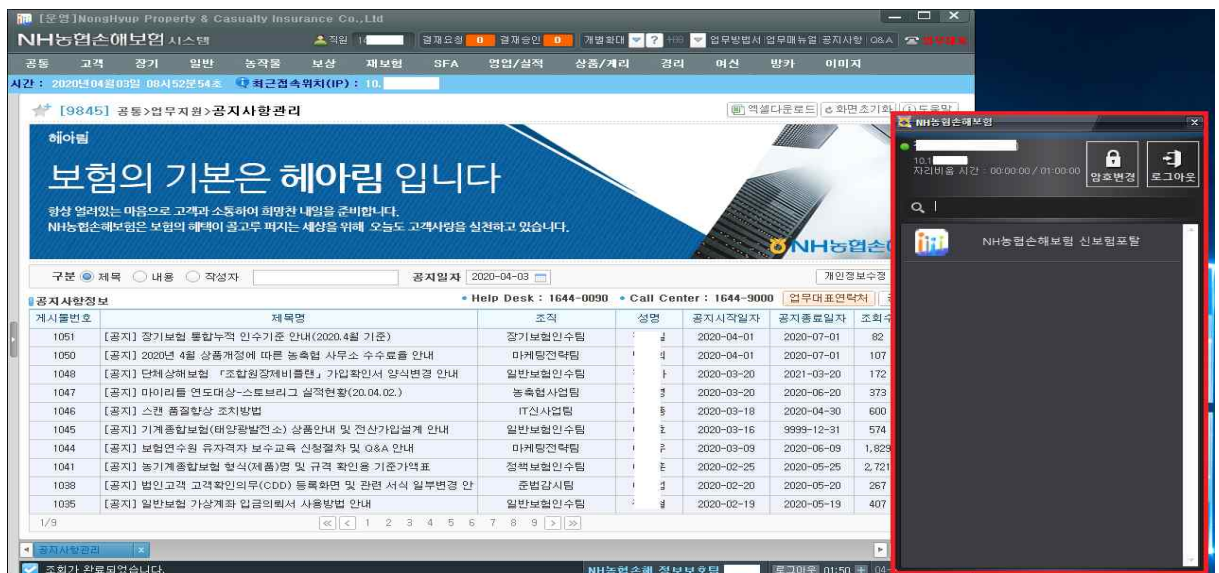 [운영]NongHyup Property & Casualty Insurance Co.,Ltd
NH농협손해보험 시스템
직원
결재요청 0 결재승인 0 개별확대 ? 업무방법서 업무매뉴얼 공지사항 Q&A
공통 고객 장기 일반 농작물 보상 재보험 SFA 영업/실적 상품/계리 경리 여신 방카 이미지
시간 : 2020년04월03일 08시52분54초 최근접속위치(IP) : 10.
[9845] 공통>업무지원>공지사항관리
엑셀다운로드 화면초기화 도움말
헤아림
보험의 기본은 헤아림 입니다
항상 열려있는 마음으로 고객과 소통하여 희망찬 내일을 준비합니다.
NH농협손해보험은 보험의 혜택이 골고루 퍼지는 세상을 위해 오늘도 고객사랑을 실천하고 있습니다.
NH농협손
구분 제목 내용 작성자 공지일자 2020-04-03 개인정보수정
공지사항정보 • Help Desk : 1644-0090 • Call Center : 1644-9000 업무대표연락처
게시물번호 제목명 조직 성명 공지시작일자 공지종료일자 조회수
1051 [공지] 장기보험 통합누적 인수기준 안내(2020.4월 기준) 장기보험인수팀 2020-04-01 2020-07-01 82
1050 [공지] 2020년 4월 상품개정에 따른 농축협 사무소 수수료율 안내 마케팅전략팀 2020-04-01 2020-07-01 107
1048 [공지] 단체상해보험 「조합원장제비플랜」 가입확인서 양식변경 안내 일반보험인수팀 2020-03-20 2021-03-20 172
1047 [공지] 마이리틀 연도대상-스토브리그 실적현황(20.04.02.) 농축협사업팀 2020-03-20 2020-06-20 373
1046 [공지] 스캔 품질향상 조치방법 IT신사업팀 2020-03-18 2020-04-30 600
1045 [공지] 기계종합보험(태양광발전소) 상품안내 및 전산가입설계 안내 일반보험인수팀 2020-03-16 9999-12-31 574
1044 [공지] 보험연수원 유자격자 보수교육 신청절차 및 Q&A 안내 마케팅전략팀 2020-03-09 2020-06-09 1,829
1041 [공지] 농기계종합보험 형식(제품)명 및 규격 확인용 기준가액표 정책보험인수팀 2020-02-25 2020-05-25 2,721
1038 [공지] 법인고객 고객확인의무(CDD) 등록화면 및 관련 서식 일부변경 안 준법감시팀 2020-02-20 2020-05-20 267
1035 [공지] 일반보험 가상계좌 입금의뢰서 사용방법 안내 일반보험인수팀 2020-02-19 2020-05-19 407
1/9 1 2 3 4 5 6 7 8 9
공지사항관리 x
조회가 완료되었습니다. NH농협손해 정보보호팀 로그아웃 01:50
NH농협손해보험
10.1
자리비움 시간 : 00:00:00 / 01:00:00
암호변경 로그아웃
NH농협손해보험 신보험포탈